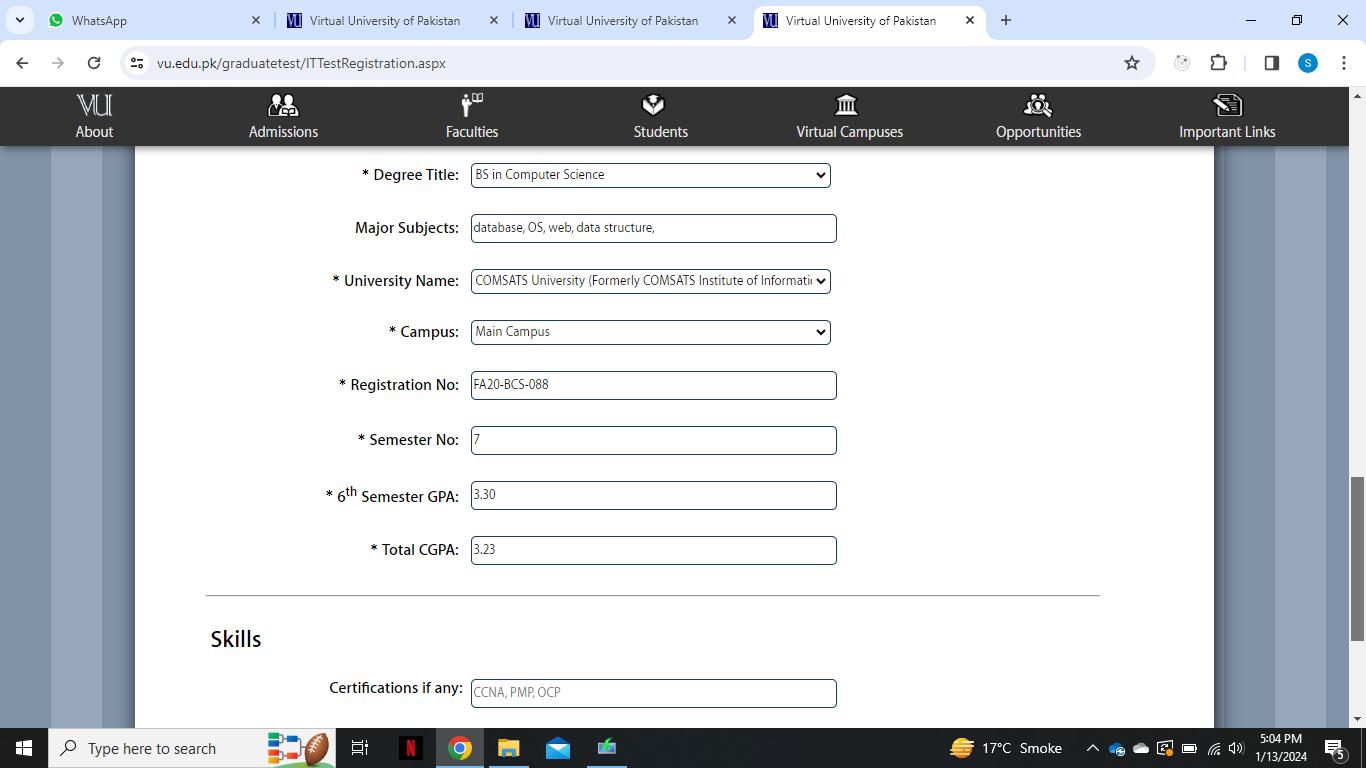 WhatsApp
Virtual University of Pakistan
Virtual University of Pakistan
Virtual University of Pakistan
vu.edu.pk/graduatetest/ITTestRegistration.aspx
S
VU
About
Admissions
Faculties
Students
Virtual Campuses
Opportunities
Important Links
* Degree Title: BS in Computer Science
Major Subjects: database, OS, web, data structure,
* University Name: COMSATS University (Formerly COMSATS Institute of Informati
* Campus: Main Campus
* Registration No: FA20-BCS-088
* Semester No: 7
* 6th Semester GPA: 3.30
* Total CGPA: 3.23
Skills
Certifications if any: CCNA, PMP, OCP
Type here to search
N
17°C Smoke
5:04 PM
1/13/2024
5